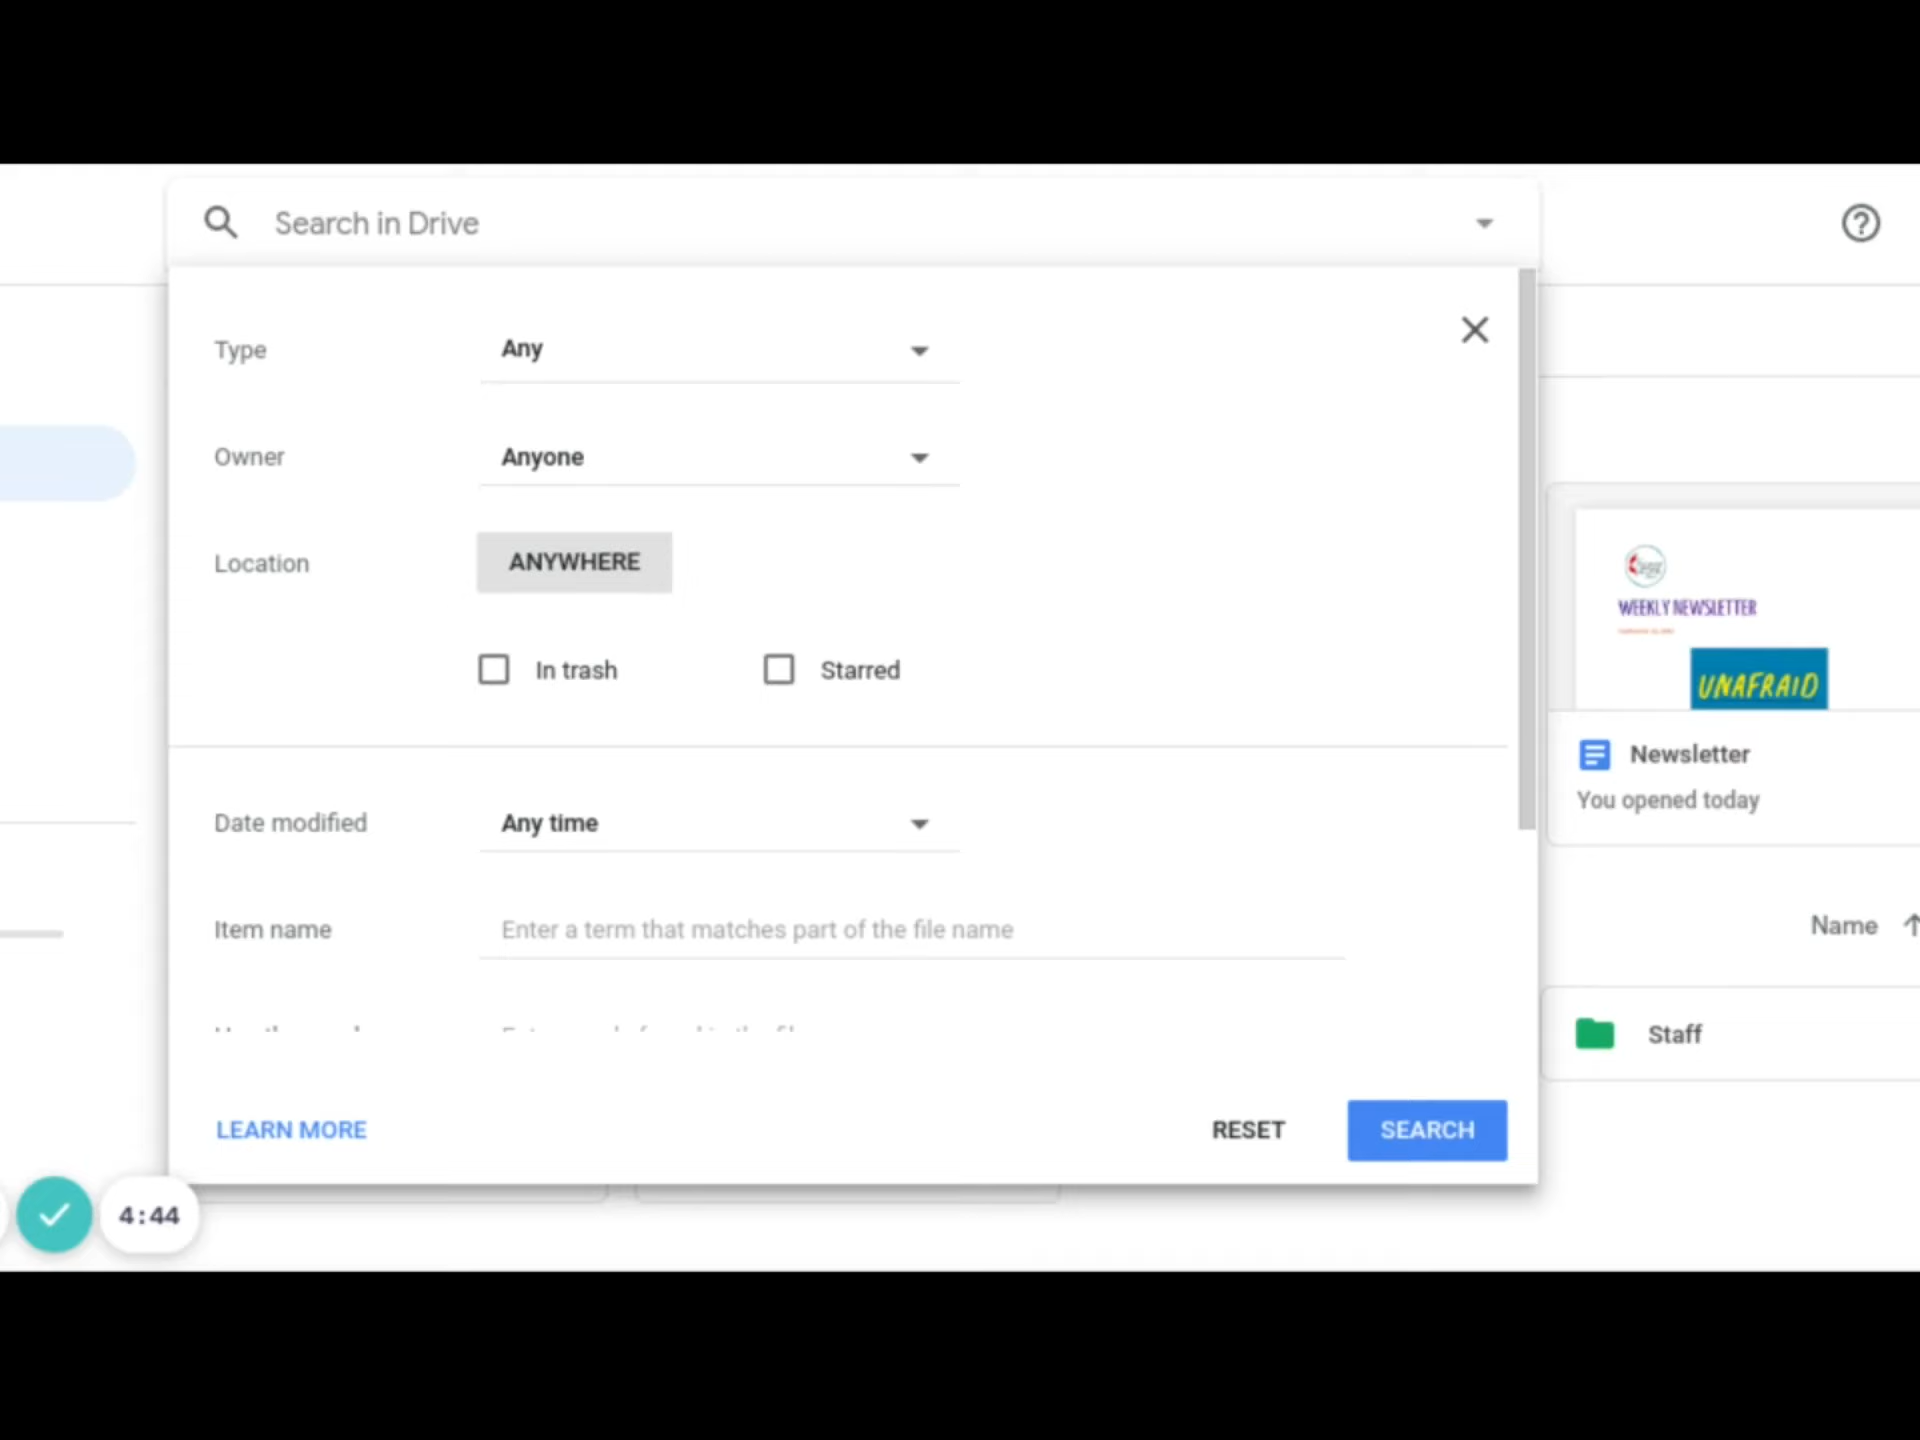 Search in Drive
Type
Any
Owner
Anyone
Location
ANYWHERE
In trash
Starred
Date modified
Any time
Item name
Enter a term that matches part of the file name
LEARN MORE
RESET
SEARCH
WEEKLY NEWSLETTER
UNAFRAID
Newsletter
You opened today
Name
Staff
4:44